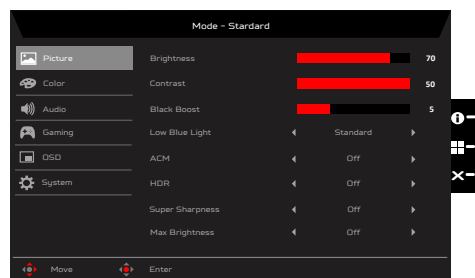 Mode - Stardard
Picture
Brightness 70
Color
Contrast 50
Audio
Black Boost 5
Gaming
Low Blue Light Standard
OSD
ACM Off
System
HDR Off
Super Sharpness Off
Max Brightness Off
Move Enter